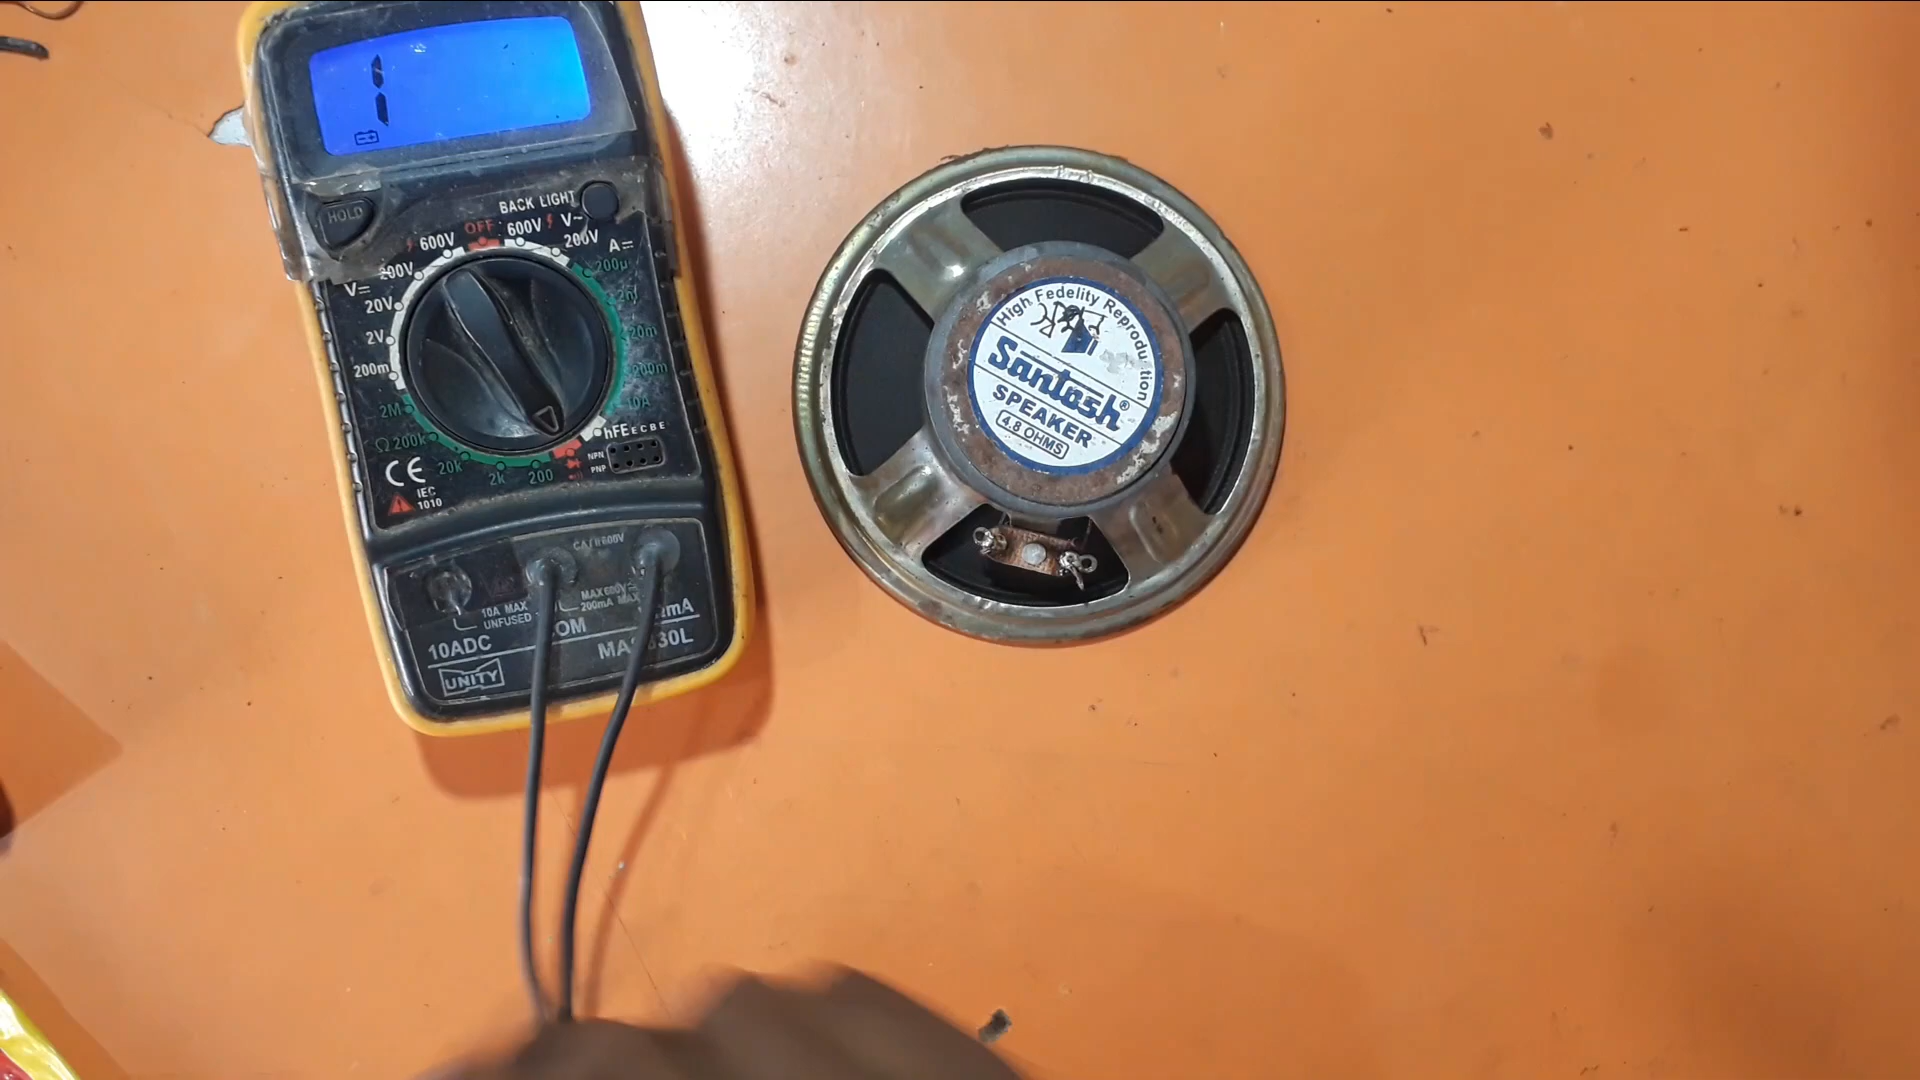 1
HOLD
BACK LIGHT
OFF
600V
600V
V~
200V
200V
A=
200µ
V=
20V
2V
20m
200m
200m
2M
10A
Ω
200k
hFE
E C B E
20k
NPN
PNP
2k
200
CE
IEC
1010
10A MAX
UNFUSED
MAX 600V
200mA MAX
10ADC
UNITY
High Fedelity Reproduction
Santosh®
SPEAKER
4.8 OHMS